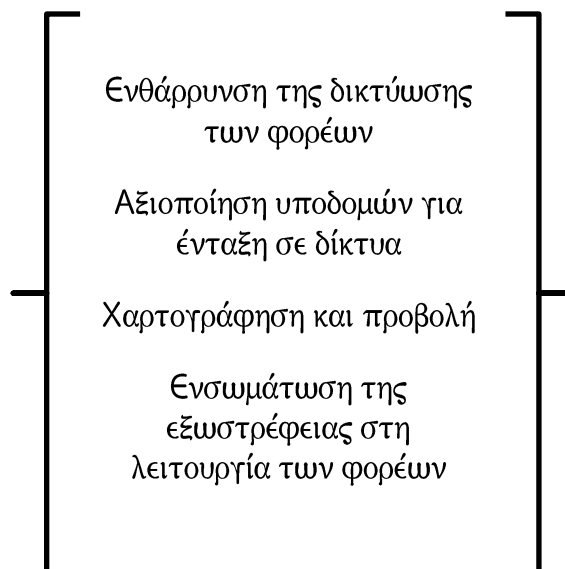 Ενθάρρυνση της δικτύωσης
των φορέων
Αξιοποίηση υποδομών για
ένταξη σε δίκτυα
Χαρτογράφηση και προβολή
Ενσωμάτωση της
εξωστρέφειας στη
λειτουργία των φορέων